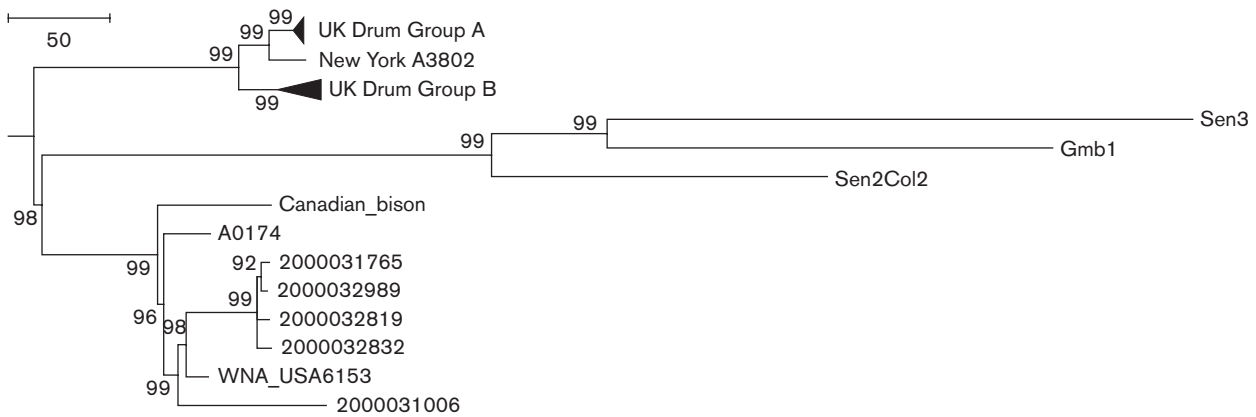 99
99 UK Drum Group A
50
99 New York A3802
UK Drum Group B
99
99 Sen3
99
Gmb1
Sen2Col2
98 Canadian_bison
A0174
99 92 2000031765
99 2000032989
96 98 2000032819
2000032832
99 WNA_USA6153
2000031006